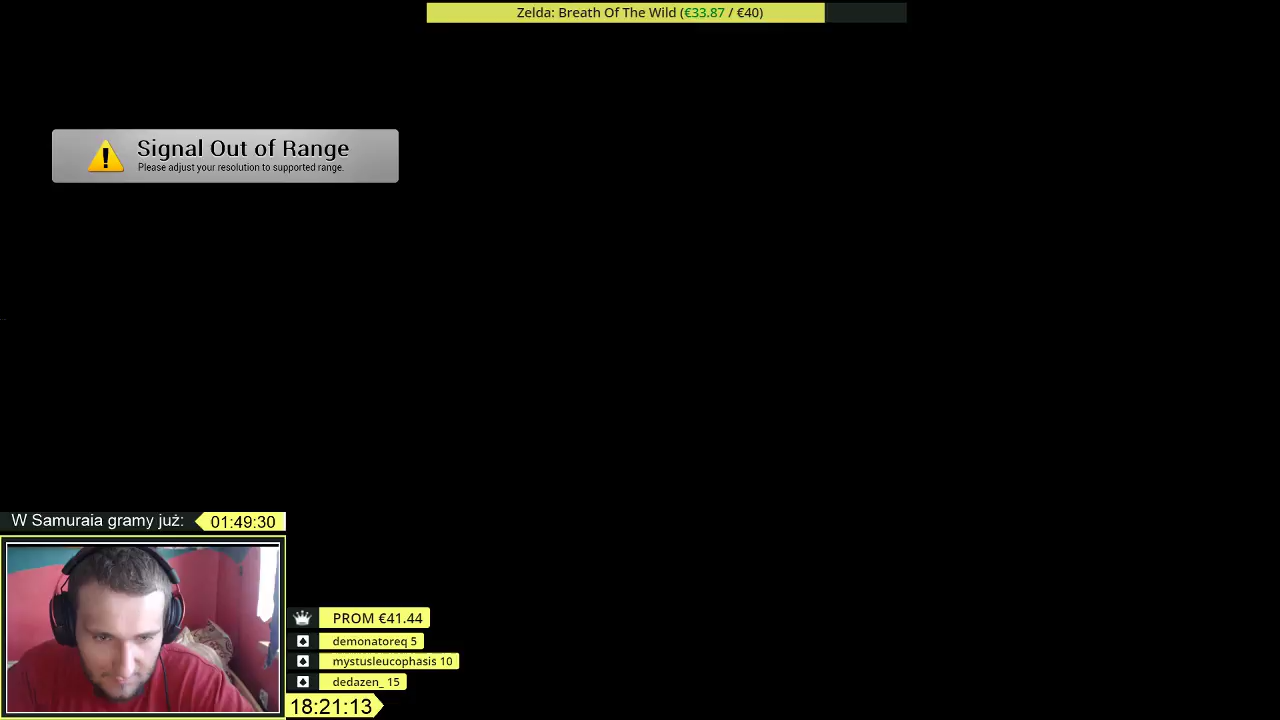 Zelda: Breath Of The Wild (€33.87 / €40)
Signal Out of Range
Please adjust your resolution to supported range.
W Samuraia gramy już: 01:49:30
PROM €41.44
demonatoreq 5
mystusleucophasis 10
dedazen_ 15
18:21:13